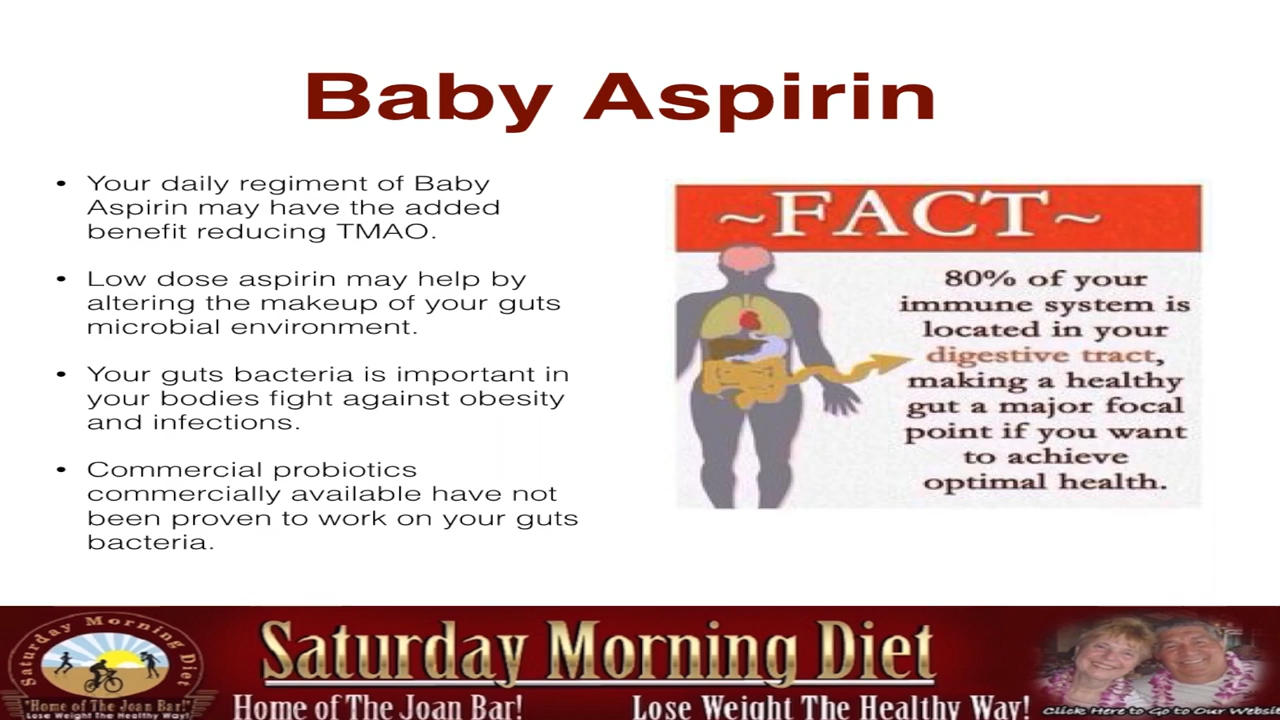 Baby Aspirin
• Your daily regiment of Baby
Aspirin may have the added
benefit reducing TMAO.
• Low dose aspirin may help by
altering the makeup of your guts
microbial environment.
• Your guts bacteria is important in
your bodies fight against obesity
and infections.
• Commercial probiotics
commercially available have not
been proven to work on your guts
bacteria.
~FACT~
80% of your
immune system is
located in your
digestive tract,
making a healthy
gut a major focal
point if you want
to achieve
optimal health.
Saturday Morning Diet
"Home of The Joan Bar!"
Lose Weight The Healthy Way!
Saturday Morning Diet
Home of The Joan Bar! Lose Weight The Healthy Way!
Click Here to Go to Our Websit